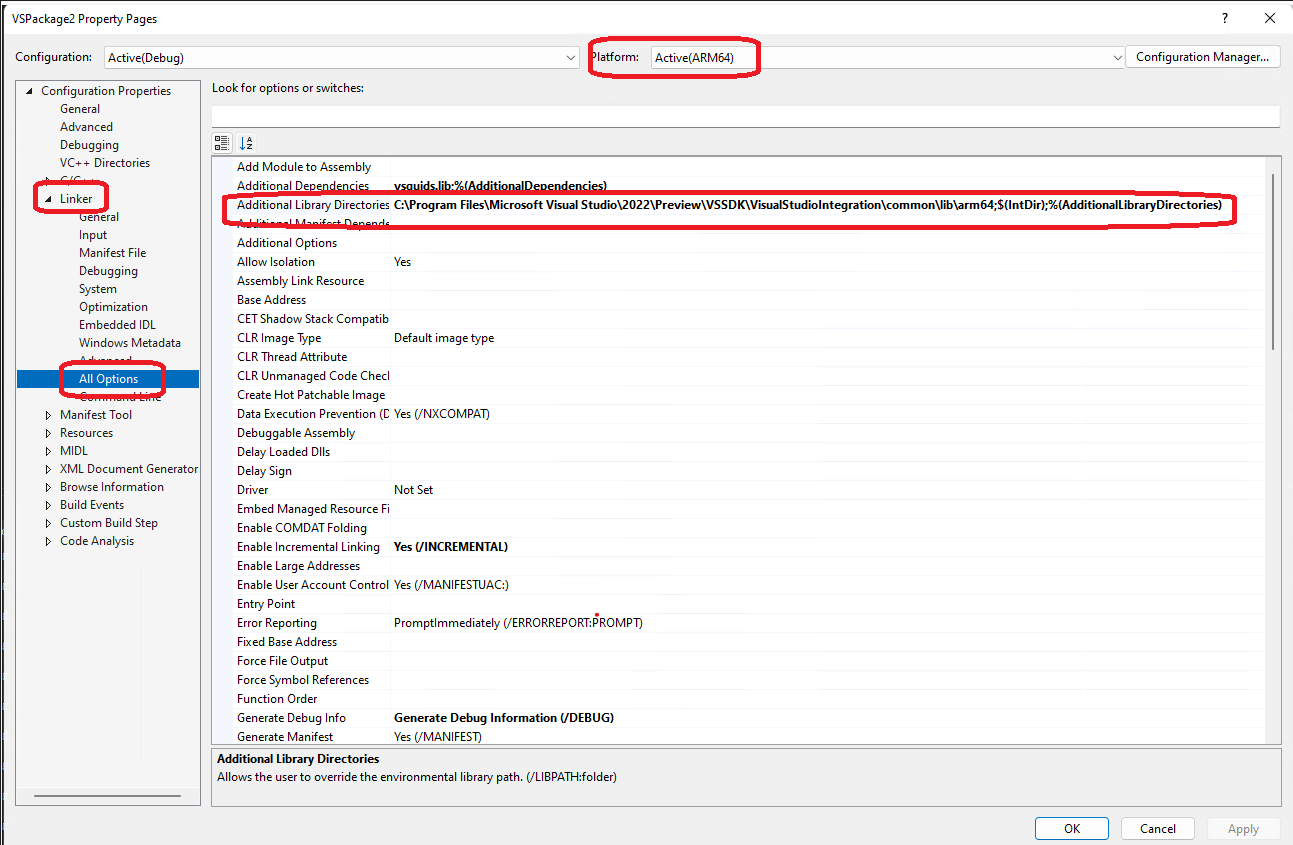 VSPackage2 Property Pages
Configuration: Active(Debug) Platform: Active(ARM64) Configuration Manager...
Configuration Properties
General
Advanced
Debugging
VC++ Directories
C/C++
Linker
General
Input
Manifest File
Debugging
System
Optimization
Embedded IDL
Windows Metadata
Advanced
All Options
Command Line
Manifest Tool
Resources
MIDL
XML Document Generator
Browse Information
Build Events
Custom Build Step
Code Analysis
Look for options or switches:
Add Module to Assembly
Additional Dependencies vsguids.lib;%(AdditionalDependencies)
Additional Library Directories C:\Program Files\Microsoft Visual Studio\2022\Preview\VSSDK\VisualStudioIntegration\common\lib\arm64;$(IntDir);%(AdditionalLibraryDirectories)
Additional Manifest Depende
Additional Options
Allow Isolation Yes
Assembly Link Resource
Base Address
CET Shadow Stack Compatib
CLR Image Type Default image type
CLR Thread Attribute
CLR Unmanaged Code Check
Create Hot Patchable Image
Data Execution Prevention (D Yes (/NXCOMPAT)
Debuggable Assembly
Delay Loaded Dlls
Delay Sign
Driver Not Set
Embed Managed Resource Fi
Enable COMDAT Folding
Enable Incremental Linking Yes (/INCREMENTAL)
Enable Large Addresses
Enable User Account Control Yes (/MANIFESTUAC:)
Entry Point
Error Reporting PromptImmediately (/ERRORREPORT:PROMPT)
Fixed Base Address
Force File Output
Force Symbol References
Function Order
Generate Debug Info Generate Debug Information (/DEBUG)
Generate Manifest Yes (/MANIFEST)
Additional Library Directories
Allows the user to override the environmental library path. (/LIBPATH:folder)
OK Cancel Apply